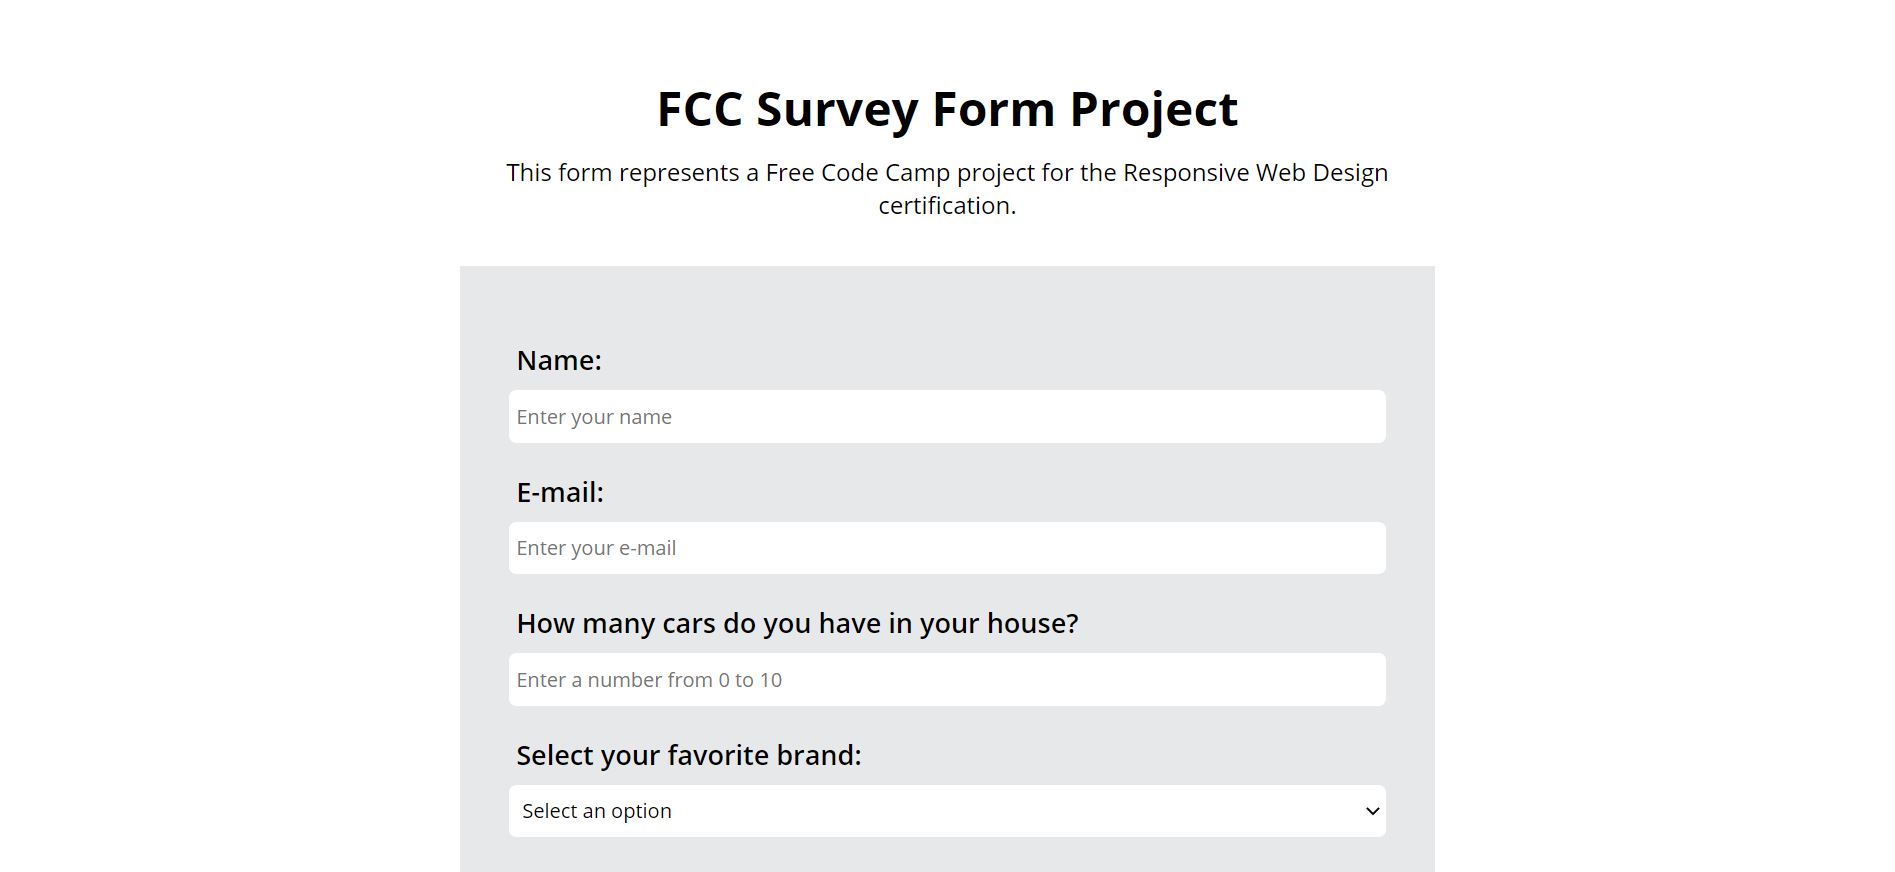 FCC Survey Form Project
This form represents a Free Code Camp project for the Responsive Web Design
certification.
Name:
Enter your name
E-mail:
Enter your e-mail
How many cars do you have in your house?
Enter a number from 0 to 10
Select your favorite brand:
Select an option